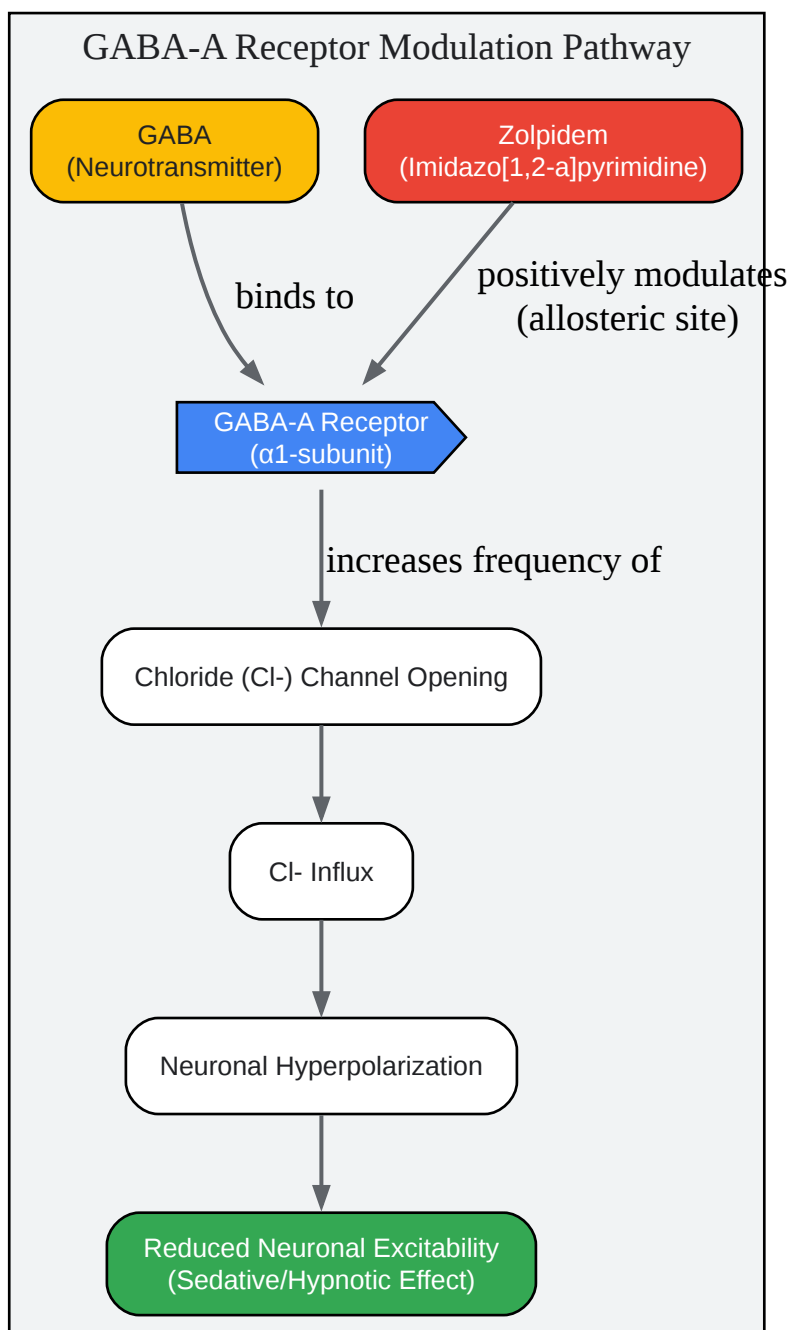 GABA-A Receptor Modulation Pathway
GABA
(Neurotransmitter)
Zolpidem
(Imidazo[1,2-a]pyrimidine)
binds to
positively modulates
(allosteric site)
GABA-A Receptor
(α1-subunit)
increases frequency of
Chloride (Cl-) Channel Opening
Cl- Influx
Neuronal Hyperpolarization
Reduced Neuronal Excitability
(Sedative/Hypnotic Effect)